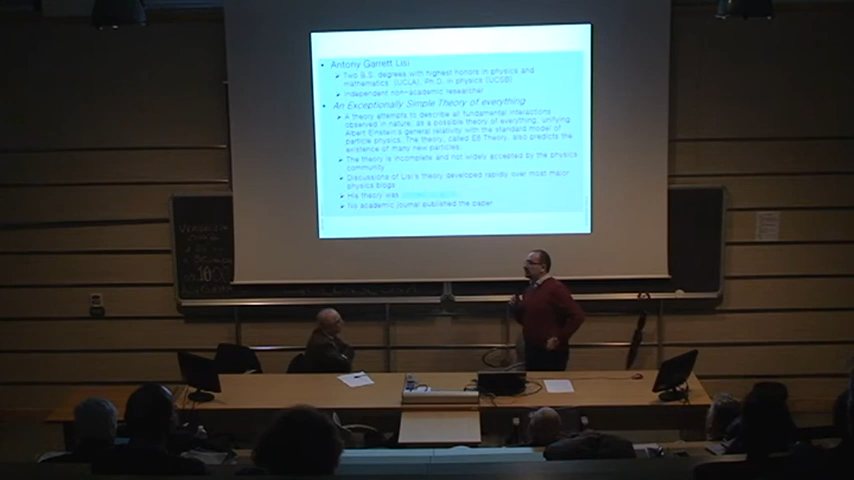 • Antony Garrett Lisi
Two B.S. degrees with highest honors in physics and
mathematics (UCLA), Ph.D. in physics (UCSB)
Independent non-academic researcher
• An Exceptionally Simple Theory of everything
A theory attempts to describe all fundamental interactions
observed in nature, as a possible theory of everything, unifying
Albert Einstein's general relativity with the standard model of
particle physics. The theory, called E8 Theory, also predicts the
existence of many new particles.
The theory is incomplete and not widely accepted by the physics
community
Discussions of Lisi's theory developed rapidly over most major
physics blogs
His theory was
No academic journal published the paper